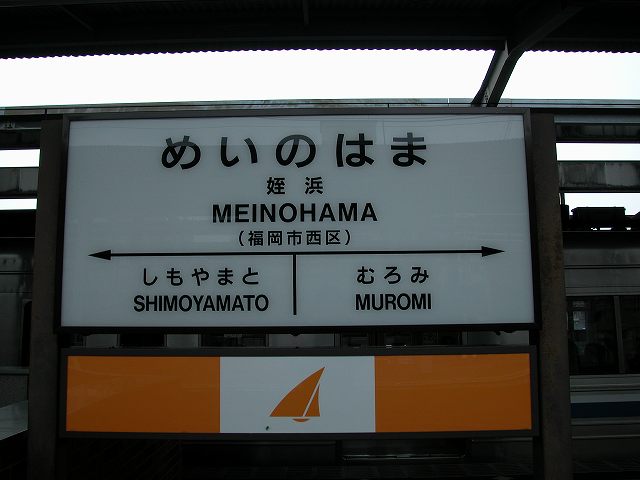 めいのはま
姪浜
MEINOHAMA
(福岡市西区)
しもやまと むろみ
SHIMOYAMATO MUROMI